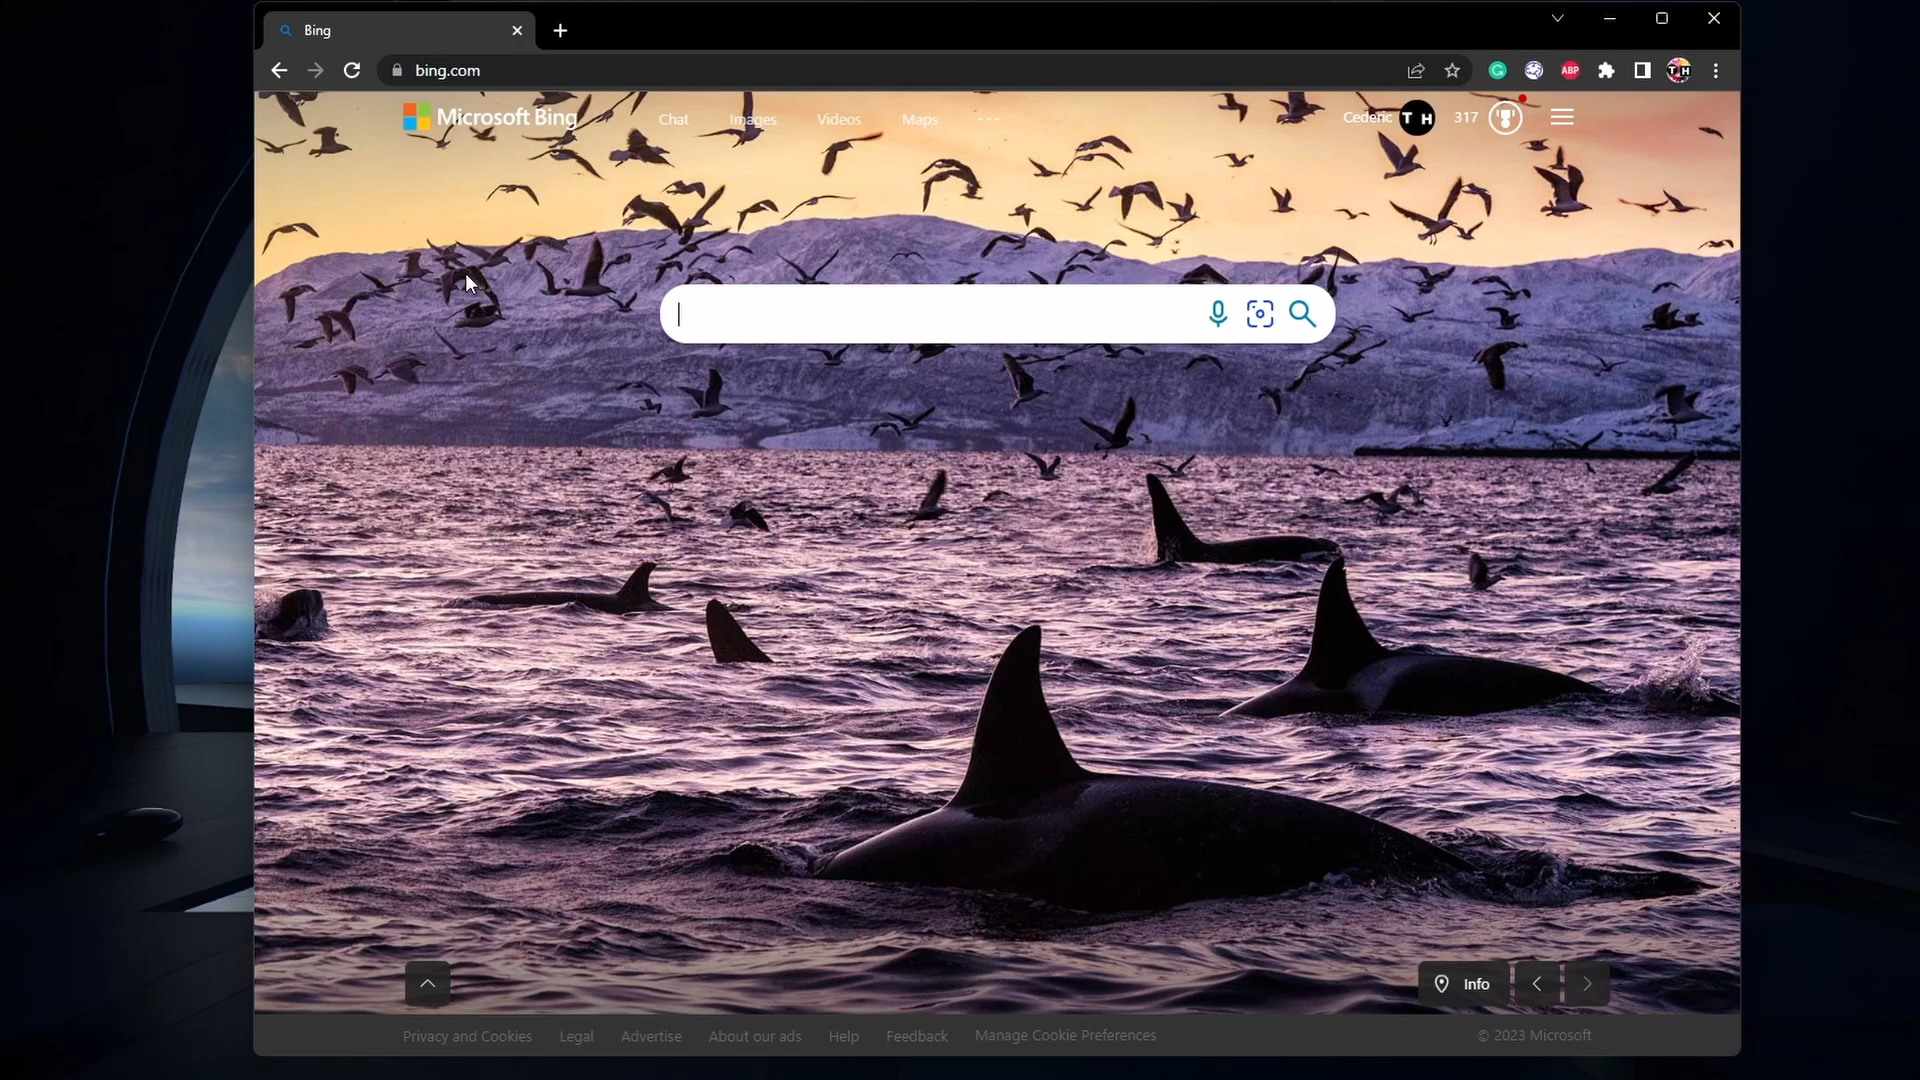 Bing
bing.com
ABP
T H
Microsoft Bing
Chat
Images
Videos
Maps
Cederic
T H
317
Info
Privacy and Cookies
Legal
Advertise
About our ads
Help
Feedback
Manage Cookie Preferences
© 2023 Microsoft